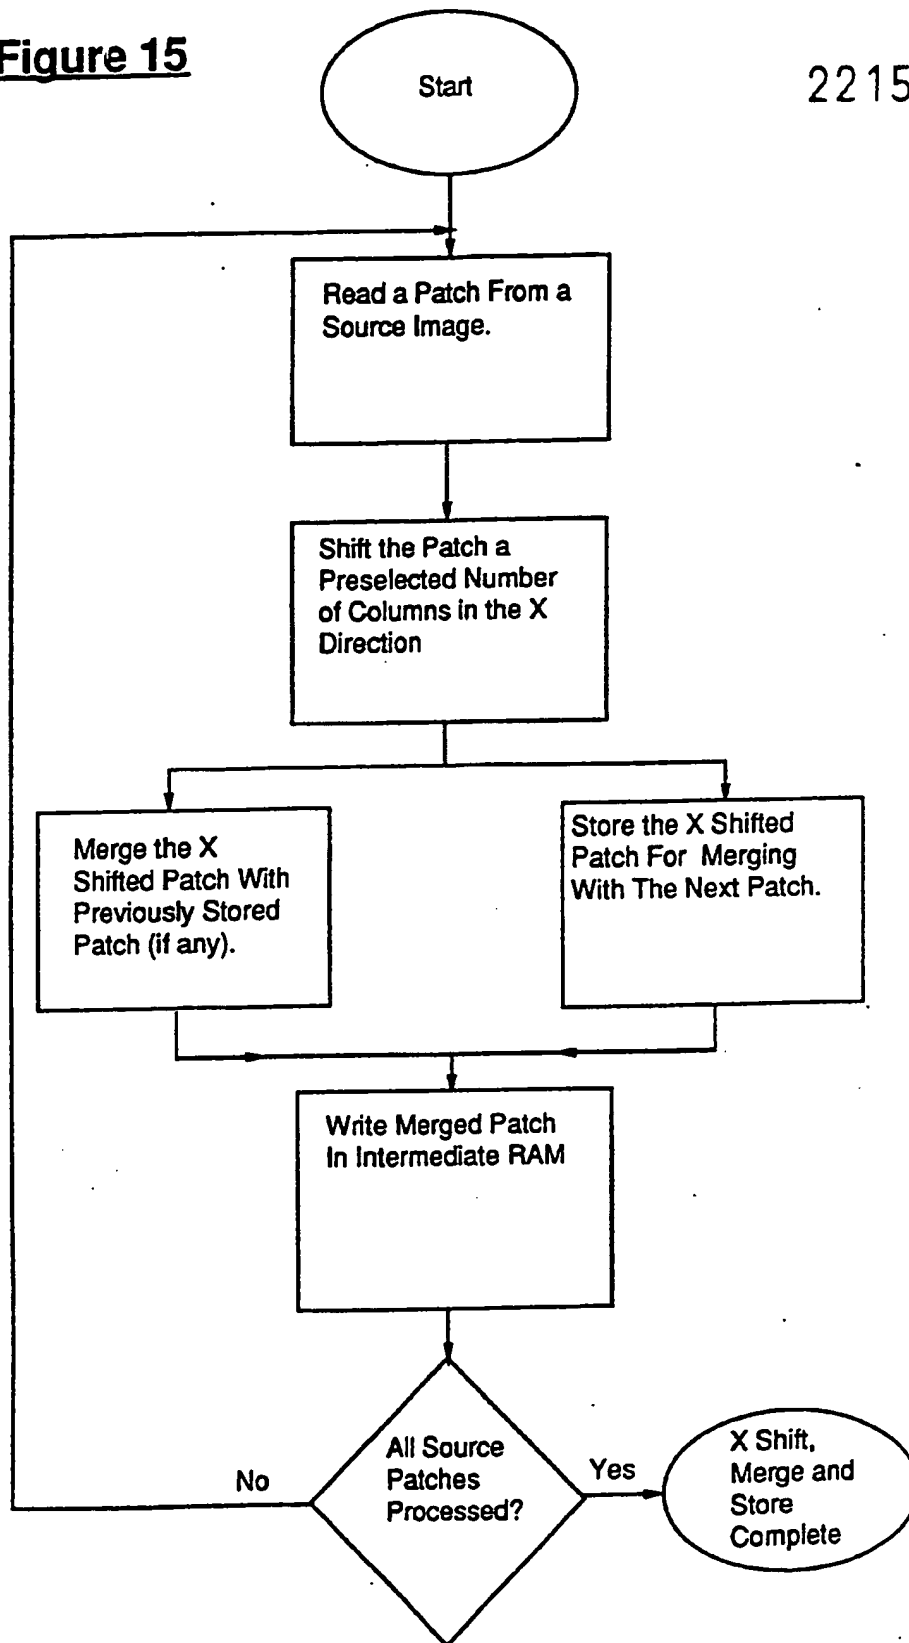 Figure 15
2215
Start
Read a Patch From a
Source Image.
Shift the Patch a
Preselected Number
of Columns in the X
Direction
Merge the X
Shifted Patch With
Previously Stored
Patch (if any).
Store the X Shifted
Patch For Merging
With The Next Patch.
Write Merged Patch
In Intermediate RAM
All Source
Patches
Processed?
No
Yes
X Shift,
Merge and
Store
Complete